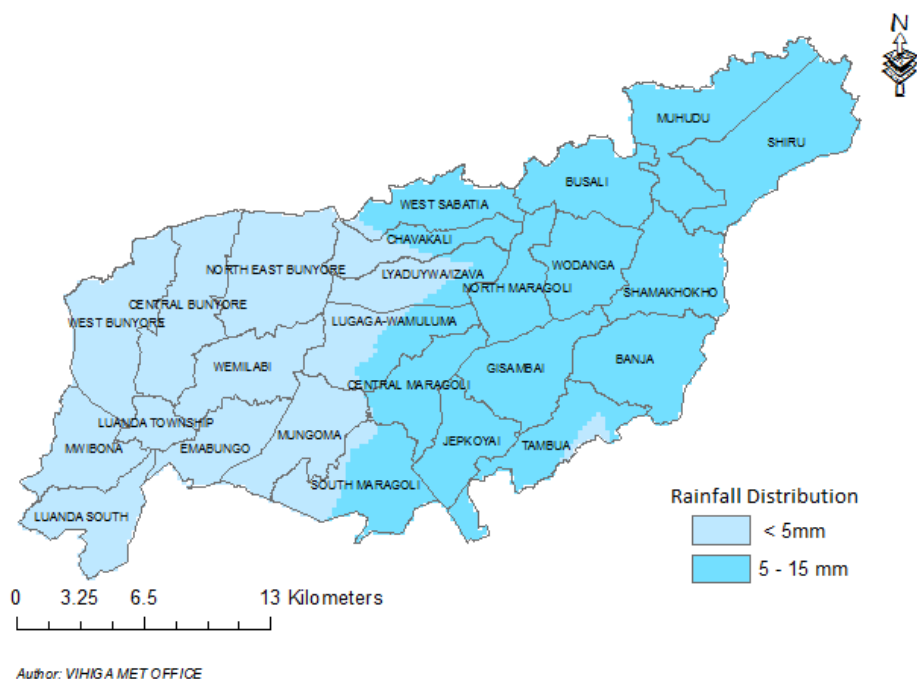 N
MUHUDU
SHIRU
BUSALI
WEST SABATIA
CHAVAKALI
NORTH EAST BUNYORE
LYADUYWA/IZAVA
WODANGA
NORTH MARAGOLI
SHAMAKHOKHO
CENTRAL BUNYORE
WEST BUNYORE
LUGAGA-WAMULUMA
BANJA
WEMILABI
GISAMBAI
CENTRAL MARAGOLI
LUANDA TOWNSHIP
MUNGOMA
JEPKOYAI
TAMBUA
MWIBONA
EMABUNGO
SOUTH MARAGOLI
LUANDA SOUTH
Rainfall Distribution
< 5mm
5 - 15 mm
0 3.25 6.5 13 Kilometers
Author: VIHIGA MET OFFICE